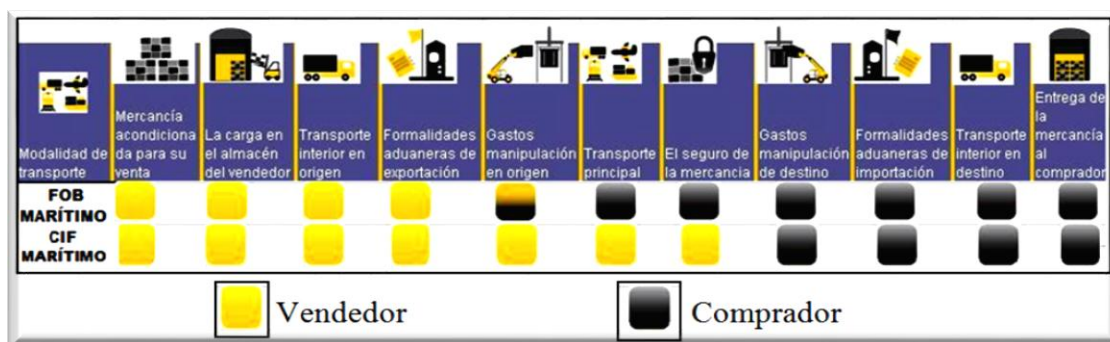 Modalidad de
transporte
Mercancía
acondiciona
da para su
venta
La carga en
el almacén
del vendedor
Transporte
interior en
origen
Formalidades
aduaneras de
exportación
Gastos
manipulación
en origen
Transporte
principal
El seguro de
la mercancia
Gastos
manipulación
de destino
Formalidades
aduaneras de
importación
Transporte
interior en
destino
Entrega de
la
mercancía
al
comprador
FOB
MARÍTIMO
CIF
MARÍTIMO
Vendedor
Comprador